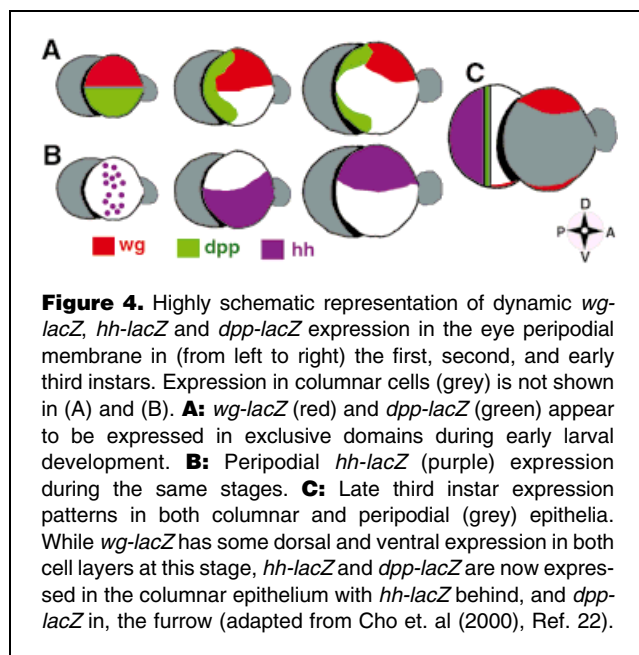 A
C
B
D
P A
V
wg dpp hh
Figure 4. Highly schematic representation of dynamic wg-
lacZ, hh-lacZ and dpp-lacZ expression in the eye peripodial
membrane in (from left to right) the first, second, and early
third instars. Expression in columnar cells (grey) is not shown
in (A) and (B). A: wg-lacZ (red) and dpp-lacZ (green) appear
to be expressed in exclusive domains during early larval
development. B: Peripodial hh-lacZ (purple) expression
during the same stages. C: Late third instar expression
patterns in both columnar and peripodial (grey) epithelia.
While wg-lacZ has some dorsal and ventral expression in both
cell layers at this stage, hh-lacZ and dpp-lacZ are now expres-
sed in the columnar epithelium with hh-lacZ behind, and dpp-
lacZ in, the furrow (adapted from Cho et. al (2000), Ref. 22).